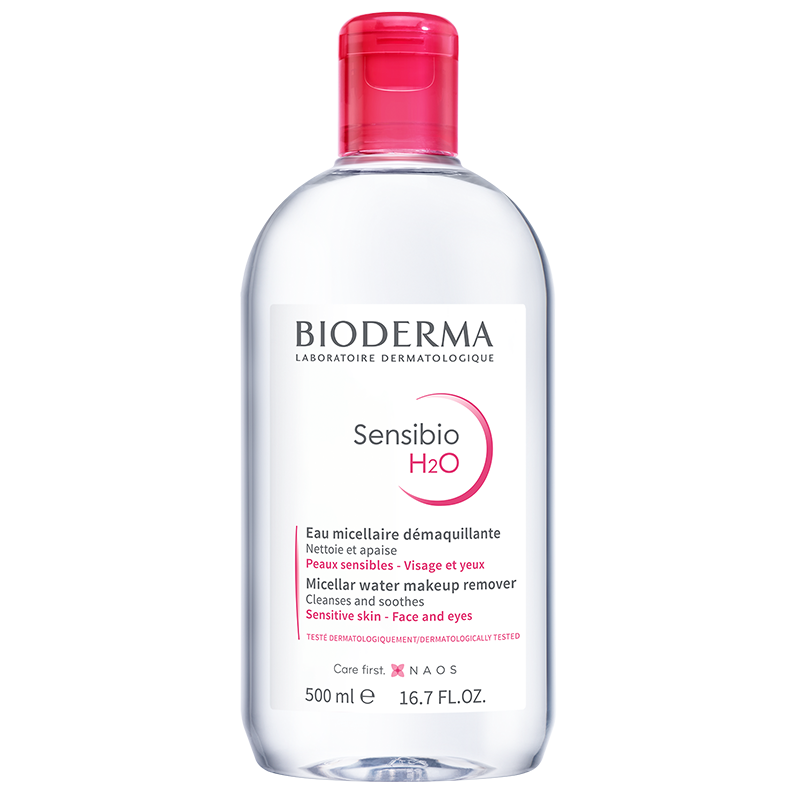 BIODERMA
LABORATOIRE DERMATOLOGIQUE
Sensibio
H2O
Eau micellaire démaquillante
Nettoie et apaise
Peaux sensibles - Visage et yeux
Micellar water makeup remover
Cleanses and soothes
Sensitive skin - Face and eyes
TESTÉ DERMATOLOGIQUEMENT/DERMATOLOGICALLY TESTED
Care first. NAOS
500 ml ℮ 16.7 FL.OZ.